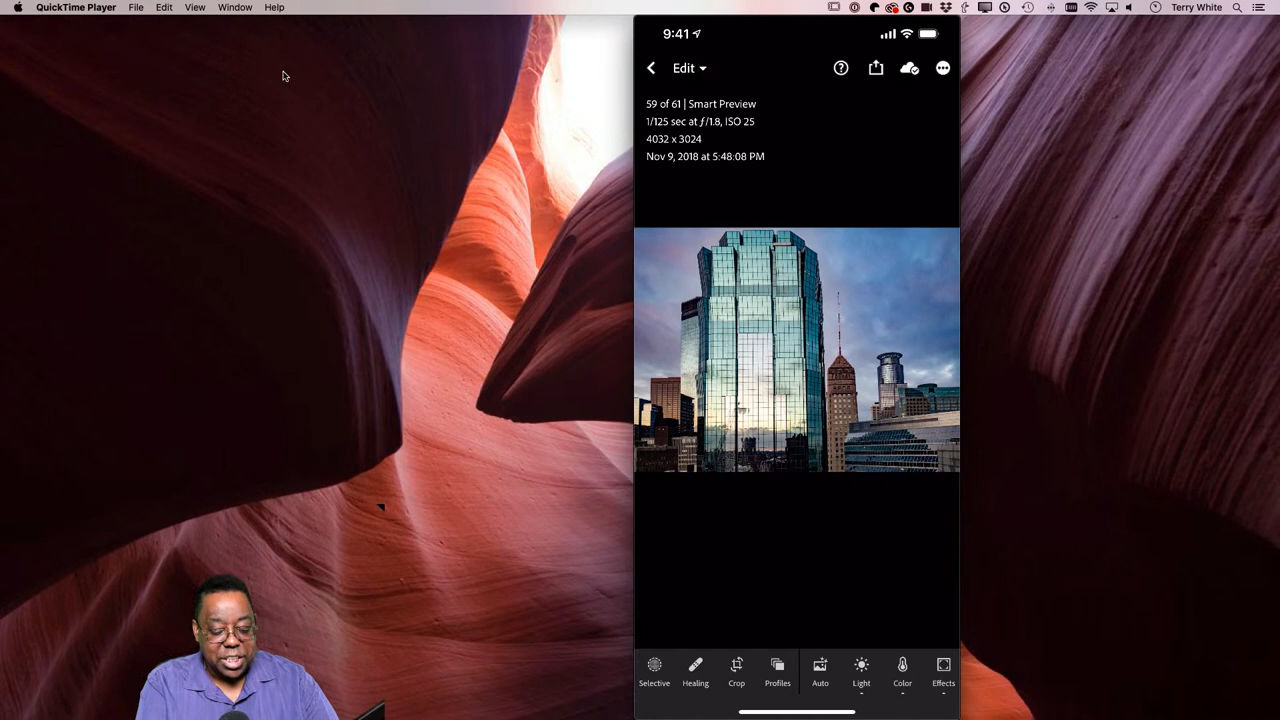 QuickTime Player File Edit View Window Help
Terry White
9:41
Edit
59 of 61 | Smart Preview
1/125 sec at ƒ/1.8, ISO 25
4032 x 3024
Nov 9, 2018 at 5:48:08 PM
Selective Healing Crop Profiles Auto Light Color Effects